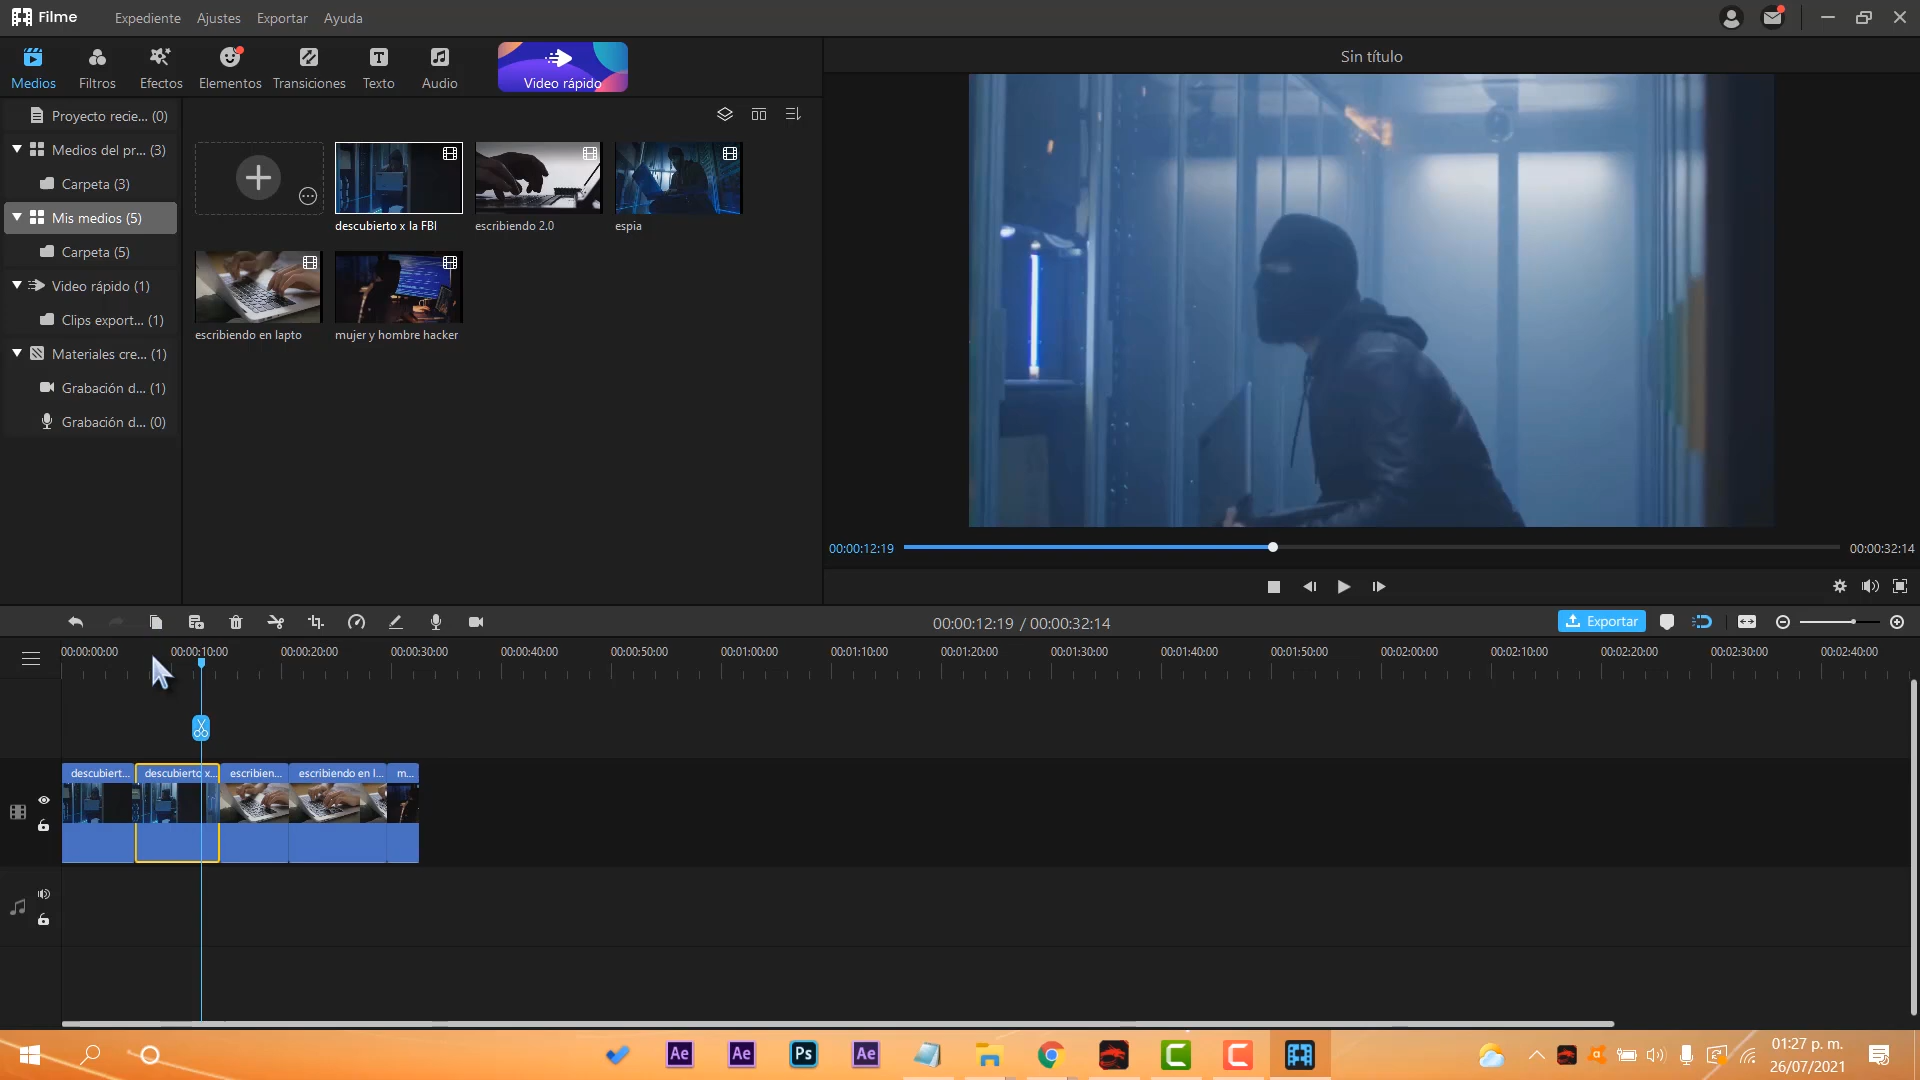 Filme
Expediente Ajustes Exportar Ayuda
Medios Filtros Efectos Elementos Transiciones Texto Audio Video rápido
Sin título
Proyecto recie... (0)
Medios del pr... (3)
Carpeta (3)
Mis medios (5)
Carpeta (5)
Video rápido (1)
Clips export... (1)
Materiales cre... (1)
Grabación d... (1)
Grabación d... (0)
descubierto x la FBI escribiendo 2.0 espia
escribiendo en lapto mujer y hombre hacker
00:00:12:19 00:00:32:14
00:00:12:19 / 00:00:32:14 Exportar
00:00:00:00 00:00:10:00 00:00:20:00 00:00:30:00 00:00:40:00 00:00:50:00 00:01:00:00 00:01:10:00 00:01:20:00 00:01:30:00 00:01:40:00 00:01:50:00 00:02:00:00 00:02:10:00 00:02:20:00 00:02:30:00 00:02:40:00
descubiert... descubierto x... escribien... escribiendo en l... m...
Ae Ae Ps Ae
01:27 p. m.
26/07/2021